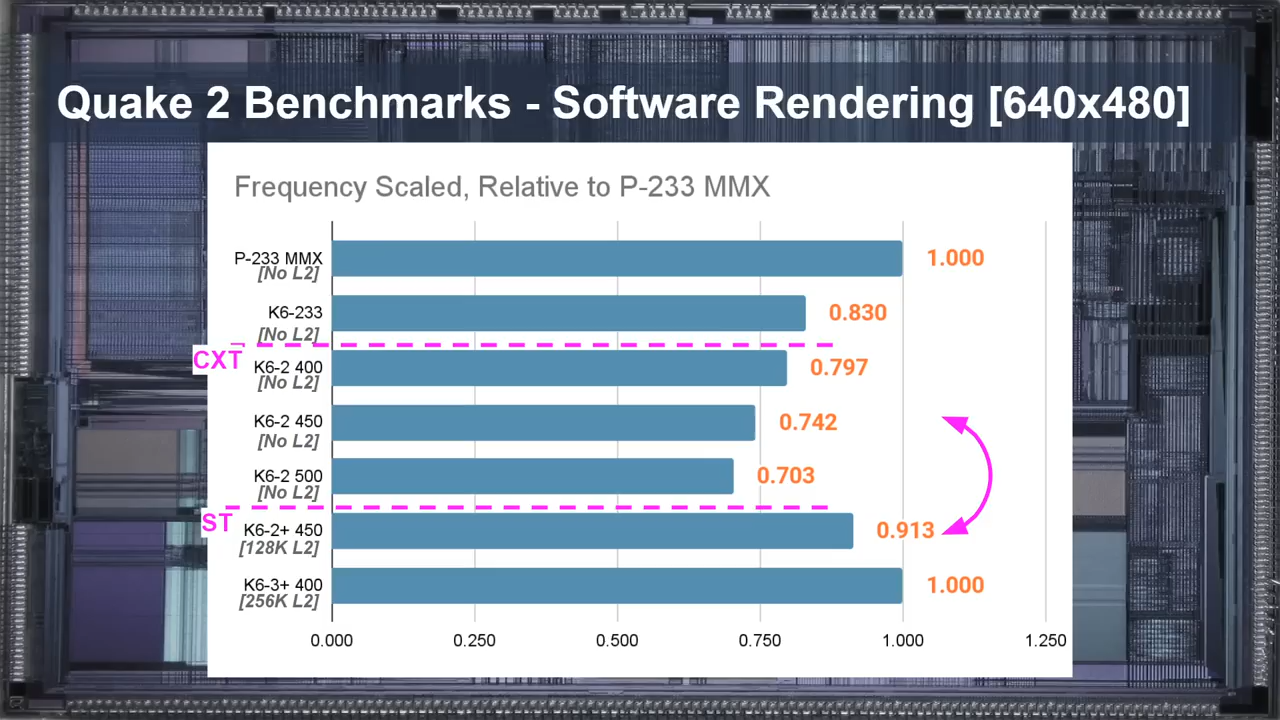 Quake 2 Benchmarks - Software Rendering [640x480]
Frequency Scaled, Relative to P-233 MMX
P-233 MMX 1.000
[No L2]
K6-233 0.830
[No L2]
CXT
K6-2 400 0.797
[No L2]
K6-2 450 0.742
[No L2]
K6-2 500 0.703
[No L2]
ST
K6-2+ 450 0.913
[128K L2]
K6-3+ 400 1.000
[256K L2]
0.000 0.250 0.500 0.750 1.000 1.250